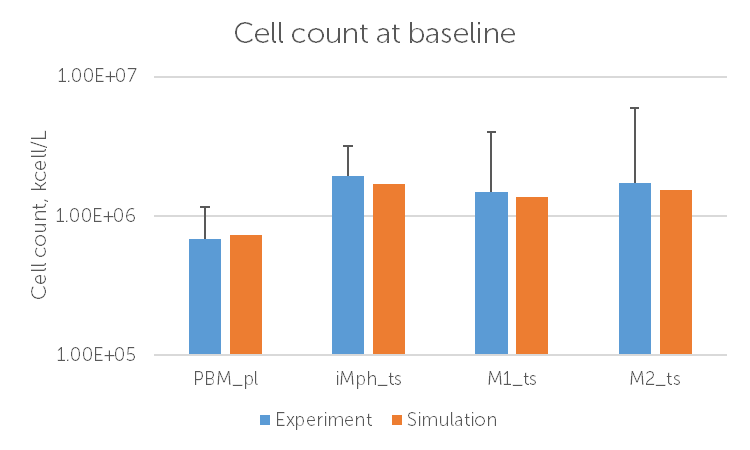 Cell count at baseline
Cell count, kcell/L
1.00E+07
1.00E+06
1.00E+05
PBM_pl iMph_ts M1_ts M2_ts
Experiment Simulation